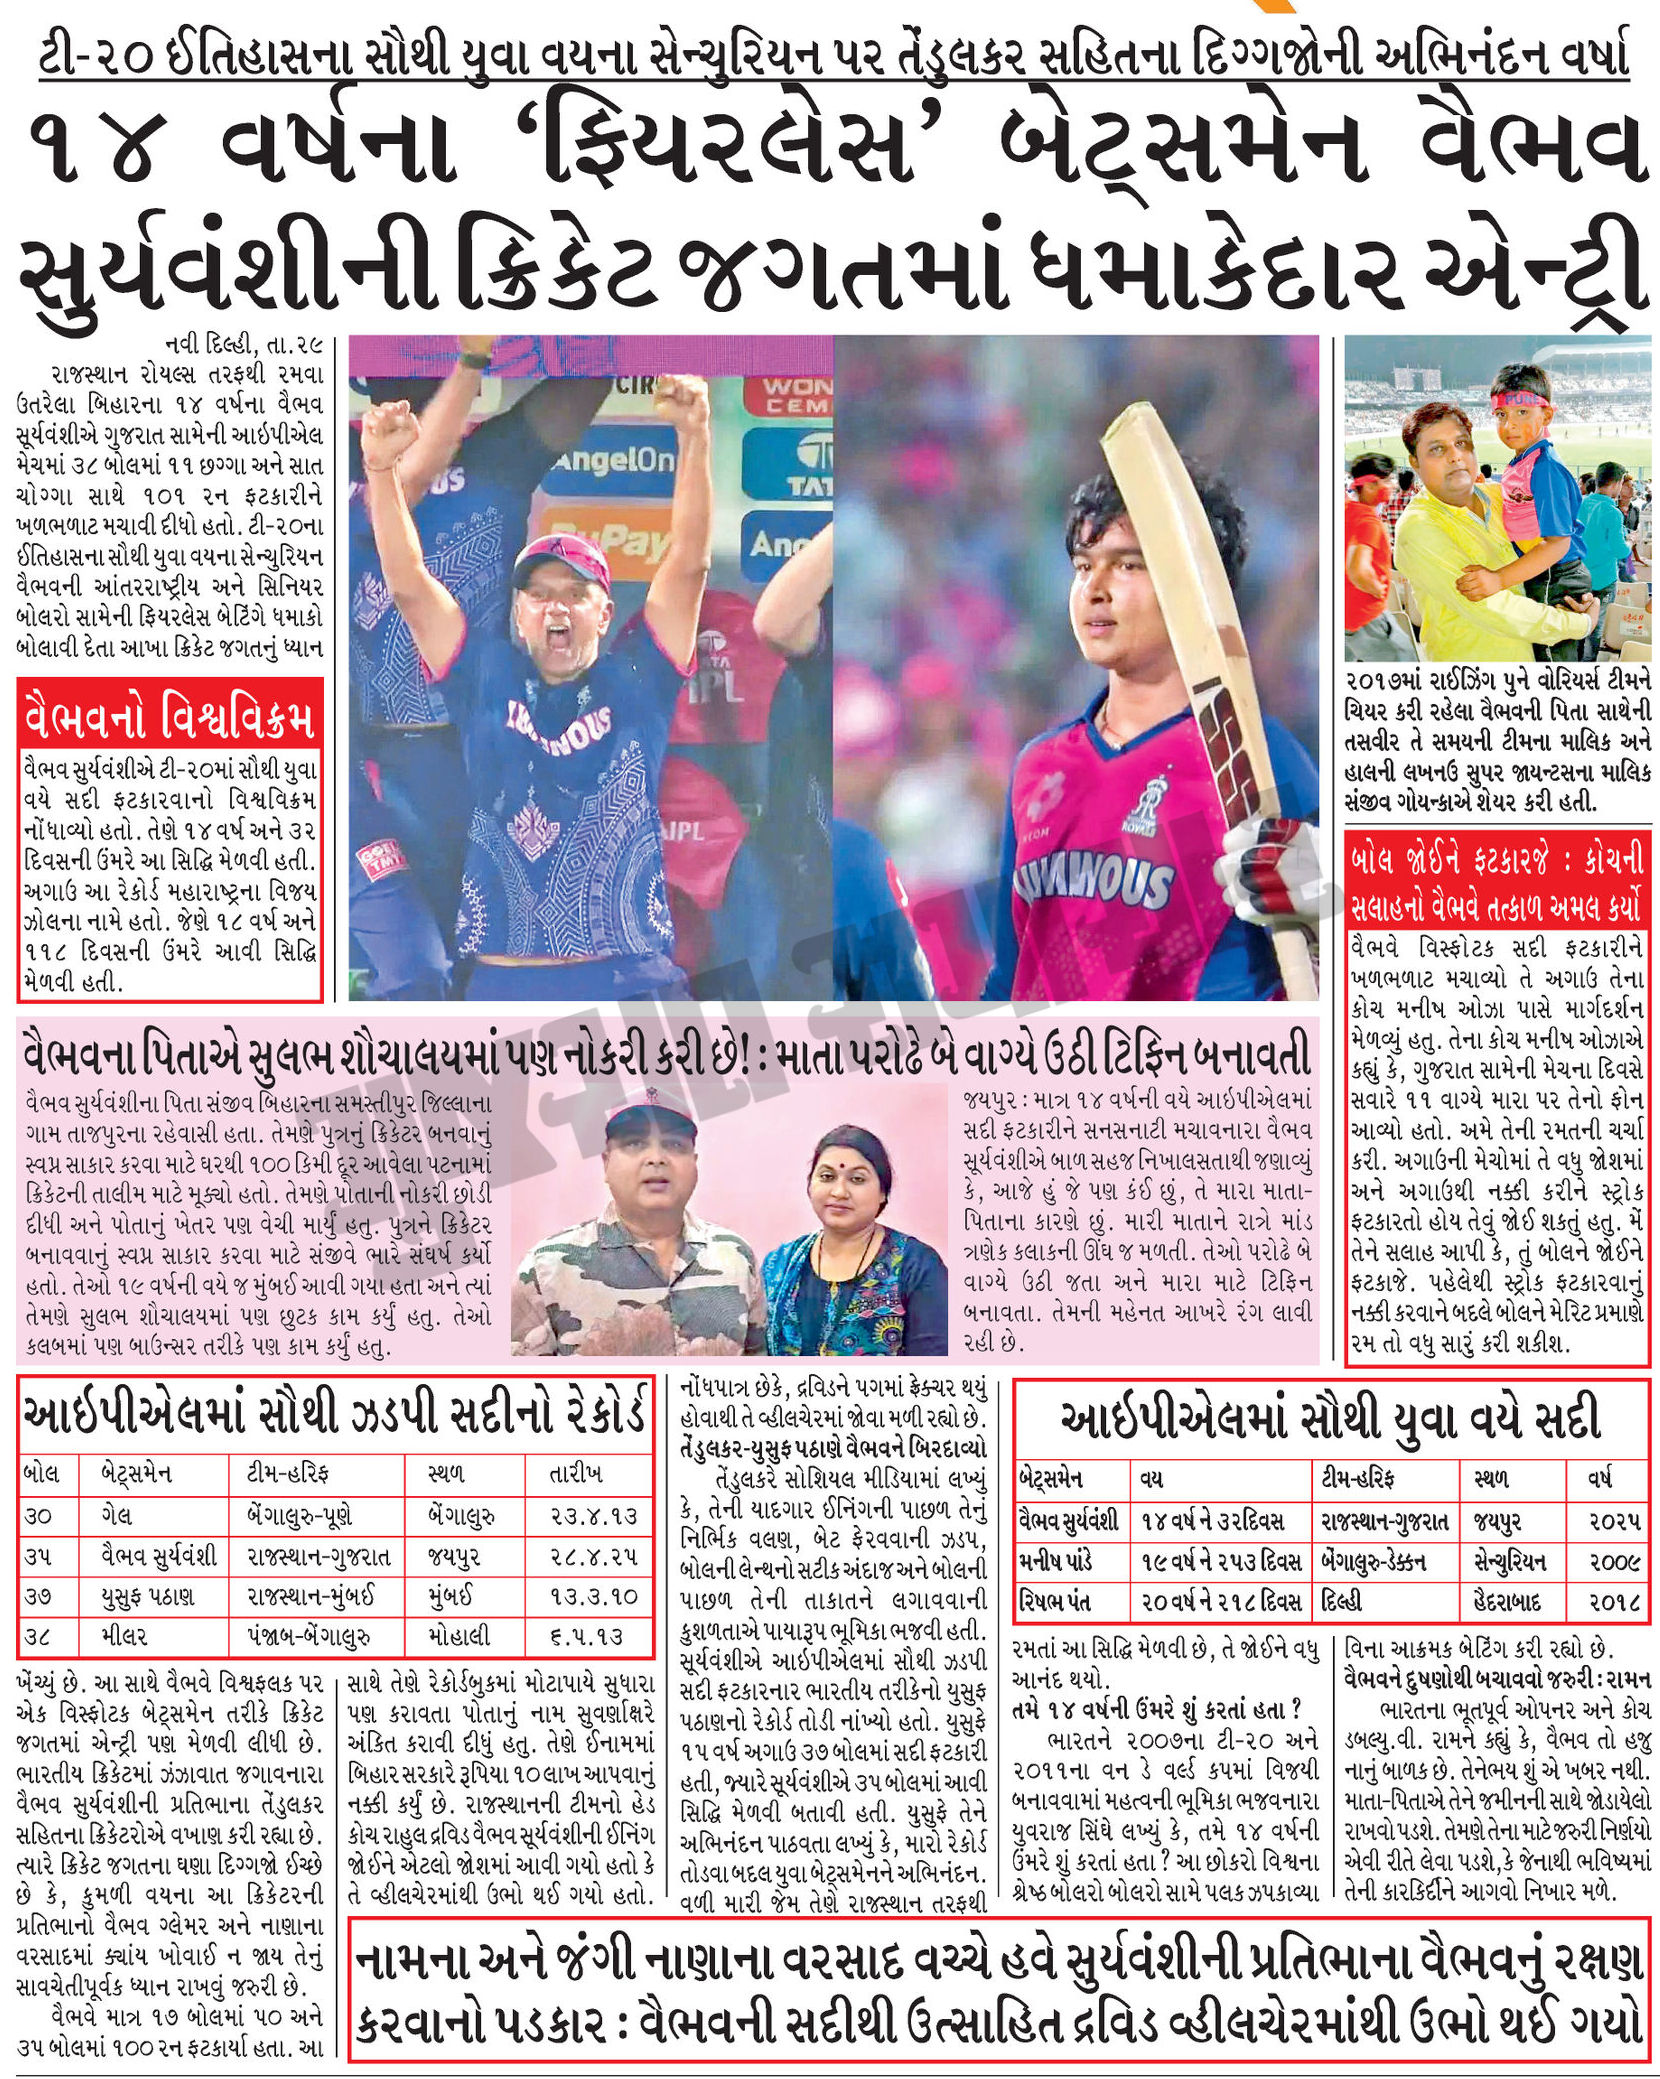 ટી-૨૦ ઈતિહાસના સૌથી યુવા વયના સેન્ચુરિયન પર તેંડુલકર સહિતના દિગ્ગજોની અભિનંદન વર્ષા
૧૪ વર્ષના ‘ફિયરલેસ’ બેટ્સમેન વૈભવ
સુર્યવંશીની ક્રિકેટ જગતમાં ધમાકેદાર એન્ટ્રી
નવી દિલ્હી, તા.૨૯
રાજસ્થાન રોયલ્સ તરફથી રમવા
ઉતરેલા બિહારના ૧૪ વર્ષના વૈભવ
સૂર્યવંશીએ ગુજરાત સામેની આઇપીએલ
મેચમાં ૩૮ બોલમાં ૧૧ છગ્ગા અને સાત
ચોગ્ગા સાથે ૧૦૧ રન ફટકારીને
ખળભળાટ મચાવી દીધો હતો. ટી-૨૦ના
ઈતિહાસના સૌથી યુવા વયના સેન્ચુરિયન
વૈભવની આંતરરાષ્ટ્રીય અને સિનિયર
બોલરો સામેની ફિયરલેસ બેટિંગે ધમાકો
બોલાવી દેતા આખા ક્રિકેટ જગતનું ધ્યાન
વૈભવનો વિશ્વવિક્રમ
વૈભવ સુર્યવંશીએ ટી-૨૦માં સૌથી યુવા
વયે સદી ફટકારવાનો વિશ્વવિક્રમ
નોંધાવ્યો હતો. તેણે ૧૪ વર્ષ અને ૩૨
દિવસની ઉંમરે આ સિદ્ધિ મેળવી હતી.
અગાઉ આ રેકોર્ડ મહારાષ્ટ્રના વિજય
ઝોલના નામે હતો. જેણે ૧૮ વર્ષ અને
૧૧૮ દિવસની ઉંમરે આવી સિદ્ધિ
મેળવી હતી.
AngelOn
WON
CEM
TATA
IPL
LUMINOUS
ROYALS
PUNE
૨૦૧૭માં રાઈઝિંગ પુને વોરિયર્સ ટીમને
ચિયર કરી રહેલા વૈભવની પિતા સાથેની
તસવીર તે સમયની ટીમના માલિક અને
હાલની લખનઉ સુપર જાયન્ટસના માલિક
સંજીવ ગોયન્કાએ શેયર કરી હતી.
બોલ જોઈને ફટકારજે : કોચની
સલાહનો વૈભવે તત્કાળ અમલ કર્યો
વૈભવે વિસ્ફોટક સદી ફટકારીને
ખળભળાટ મચાવ્યો તે અગાઉ તેના
કોચ મનીષ ઓઝા પાસે માર્ગદર્શન
મેળવ્યું હતુ. તેના કોચ મનીષ ઓઝાએ
કહ્યું કે, ગુજરાત સામેની મેચના દિવસે
સવારે ૧૧ વાગ્યે મારા પર તેનો ફોન
આવ્યો હતો. અમે તેની રમતની ચર્ચા
કરી. અગાઉની મેચોમાં તે વધુ જોશમાં
અને અગાઉથી નક્કી કરીને સ્ટ્રોક
ફટકારતો હોય તેવું જોઈ શકતું હતુ. મેં
તેને સલાહ આપી કે, તું બોલને જોઈને
ફટકાજે. પહેલેથી સ્ટ્રોક ફટકારવાનું
નક્કી કરવાને બદલે બોલને મેરિટ પ્રમાણે
રમ તો વધુ સારું કરી શકીશ.
વૈભવના પિતાએ સુલભ શૌચાલયમાં પણ નોકરી કરી છે! : માતા પરોઢે બે વાગ્યે ઉઠી ટિફિન બનાવતી
વૈભવ સુર્યવંશીના પિતા સંજીવ બિહારના સમસ્તીપુર જિલ્લાના
ગામ તાજપુરના રહેવાસી હતા. તેમણે પુત્રનું ક્રિકેટર બનવાનું
સ્વપ્ન સાકાર કરવા માટે ઘરથી ૧૦૦ કિમી દૂર આવેલા પટનામાં
ક્રિકેટની તાલીમ માટે મૂક્યો હતો. તેમણે પોતાની નોકરી છોડી
દીધી અને પોતાનું ખેતર પણ વેચી માર્યું હતુ. પુત્રને ક્રિકેટર
બનાવવાનું સ્વપ્ન સાકાર કરવા માટે સંજીવે ભારે સંઘર્ષ કર્યો
હતો. તેઓ ૧૯ વર્ષની વયે જ મુંબઈ આવી ગયા હતા અને ત્યાં
તેમણે સુલભ શૌચાલયમાં પણ છુટક કામ કર્યું હતુ. તેઓ
કલબમાં પણ બાઉન્સર તરીકે પણ કામ કર્યું હતુ.
જયપુર : માત્ર ૧૪ વર્ષની વયે આઇપીએલમાં
સદી ફટકારીને સનસનાટી મચાવનારા વૈભવ
સૂર્યવંશીએ બાળ સહજ નિખાલસતાથી જણાવ્યું
કે, આજે હું જે પણ કંઈ છું, તે મારા માતા-
પિતાના કારણે છું. મારી માતાને રાત્રે માંડ
ત્રણેક કલાકની ઊંઘ જ મળતી. તેઓ પરોઢે બે
વાગ્યે ઉઠી જતા અને મારા માટે ટિફિન
બનાવતા. તેમની મહેનત આખરે રંગ લાવી
રહી છે.
આઇપીએલમાં સૌથી ઝડપી સદીનો રેકોર્ડ
બોલ બેટ્સમેન ટીમ-હરિફ સ્થળ તારીખ
૩૦ ગેલ બેંગાલુરુ-પૂણે બેંગાલુરુ ૨૩.૪.૧૩
૩૫ વૈભવ સુર્યવંશી રાજસ્થાન-ગુજરાત જયપુર ૨૮.૪.૨૫
૩૭ યુસુફ પઠાણ રાજસ્થાન-મુંબઈ મુંબઈ ૧૩.૩.૧૦
૩૮ મીલર પંજાબ-બેંગાલુરુ મોહાલી ૬.૫.૧૩
ખેંચ્યું છે. આ સાથે વૈભવે વિશ્વફલક પર
એક વિસ્ફોટક બેટ્સમેન તરીકે ક્રિકેટ
જગતમાં એન્ટ્રી પણ મેળવી લીધી છે.
ભારતીય ક્રિકેટમાં ઝંઝાવાત જગાવનારા
વૈભવ સુર્યવંશીની પ્રતિભાના તેંડુલકર
સહિતના ક્રિકેટરોએ વખાણ કરી રહ્યા છે.
ત્યારે ક્રિકેટ જગતના ઘણા દિગ્ગજો ઈચ્છે
છે કે, કુમળી વયના આ ક્રિકેટરની
પ્રતિભાનો વૈભવ ગ્લેમર અને નાણાના
વરસાદમાં ક્યાંય ખોવાઈ ન જાય તેનું
સાવચેતીપૂર્વક ધ્યાન રાખવું જરુરી છે.
વૈભવે માત્ર ૧૭ બોલમાં ૫૦ અને
૩૫ બોલમાં ૧૦૦ રન ફટકાર્યા હતા. આ
સાથે તેણે રેકોર્ડબુકમાં મોટાપાયે સુધારા
પણ કરાવતા પોતાનું નામ સુવર્ણાક્ષરે
અંકિત કરાવી દીધું હતુ. તેણે ઈનામમાં
બિહાર સરકારે રૂપિયા ૧૦ લાખ આપવાનું
નક્કી કર્યું છે. રાજસ્થાનની ટીમનો હેડ
કોચ રાહુલ દ્રવિડ વૈભવ સૂર્યવંશીની ઈનિંગ
જોઈને એટલો જોશમાં આવી ગયો હતો કે
તે વ્હીલચેરમાંથી ઉભો થઈ ગયો હતો.
નોંધપાત્ર છેકે, દ્રવિડને પગમાં ફ્રેક્ચર થયું
હોવાથી તે વ્હીલચેરમાં જોવા મળી રહ્યો છે.
તેંડુલકર-યુસુફ પઠાણે વૈભવને બિરદાવ્યો
તેંડુલકરે સોશિયલ મીડિયામાં લખ્યું
કે, તેની યાદગાર ઈનિંગની પાછળ તેનું
નિર્ભિક વલણ, બેટ ફેરવવાની ઝડપ,
બોલની લેન્થનો સટીક અંદાજ અને બોલની
પાછળ તેની તાકાતને લગાવવાની
કુશળતાએ પાયારૂપ ભૂમિકા ભજવી હતી.
સૂર્યવંશીએ આઇપીએલમાં સૌથી ઝડપી
સદી ફટકારનાર ભારતીય તરીકેનો યુસુફ
પઠાણનો રેકોર્ડ તોડી નાંખ્યો હતો. યુસુફે
૧૫ વર્ષ અગાઉ ૩૭ બોલમાં સદી ફટકારી
હતી, જ્યારે સૂર્યવંશીએ ૩૫ બોલમાં આવી
સિદ્ધિ મેળવી બતાવી હતી. યુસુફે તેને
અભિનંદન પાઠવતા લખ્યું કે, મારો રેકોર્ડ
તોડવા બદલ યુવા બેટ્સમેનને અભિનંદન.
વળી મારી જેમ તેણે રાજસ્થાન તરફથી
આઇપીએલમાં સૌથી યુવા વયે સદી
બેટ્સમેન વય ટીમ-હરિફ સ્થળ વર્ષ
વૈભવ સુર્યવંશી ૧૪ વર્ષ ને ૩૨દિવસ રાજસ્થાન-ગુજરાત જયપુર ૨૦૨૫
મનીષ પાંડે ૧૯ વર્ષ ને ૨૫૩ દિવસ બેંગાલુરુ-ડેક્કન સેન્ચુરિયન ૨૦૦૯
રિષભ પંત ૨૦ વર્ષ ને ૨૧૮ દિવસ દિલ્હી હૈદરાબાદ ૨૦૧૮
રમતાં આ સિદ્ધિ મેળવી છે, તે જોઈને વધુ
આનંદ થયો.
તમે ૧૪ વર્ષની ઉંમરે શું કરતાં હતા ?
ભારતને ૨૦૦૭ના ટી-૨૦ અને
૨૦૧૧ના વન ડે વર્લ્ડ કપમાં વિજયી
બનાવવામાં મહત્વની ભૂમિકા ભજવનારા
યુવરાજ સિંઘે લખ્યું કે, તમે ૧૪ વર્ષની
ઉંમરે શું કરતાં હતા ? આ છોકરો વિશ્વના
શ્રેષ્ઠ બોલરો બોલરો સામે પલક ઝપકાવ્યા
વિના આક્રમક બેટિંગ કરી રહ્યો છે.
વૈભવને દુષણોથી બચાવવો જરુરી : રામન
ભારતના ભૂતપૂર્વ ઓપનર અને કોચ
ડબલ્યુ.વી. રામને કહ્યું કે, વૈભવ તો હજુ
નાનું બાળક છે. તેનેભય શું એ ખબર નથી.
માતા-પિતાએ તેને જમીનની સાથે જોડાયેલો
રાખવો પડશે. તેમણે તેના માટે જરુરી નિર્ણયો
એવી રીતે લેવા પડશે,કે જેનાથી ભવિષ્યમાં
તેની કારકિર્દીને આગવો નિખાર મળે.
નામના અને જંગી નાણાના વરસાદ વચ્ચે હવે સુર્યવંશીની પ્રતિભાના વૈભવનું રક્ષણ
કરવાનો પડકાર : વૈભવની સદીથી ઉત્સાહિત દ્રવિડ વ્હીલચેરમાંથી ઉભો થઈ ગયો